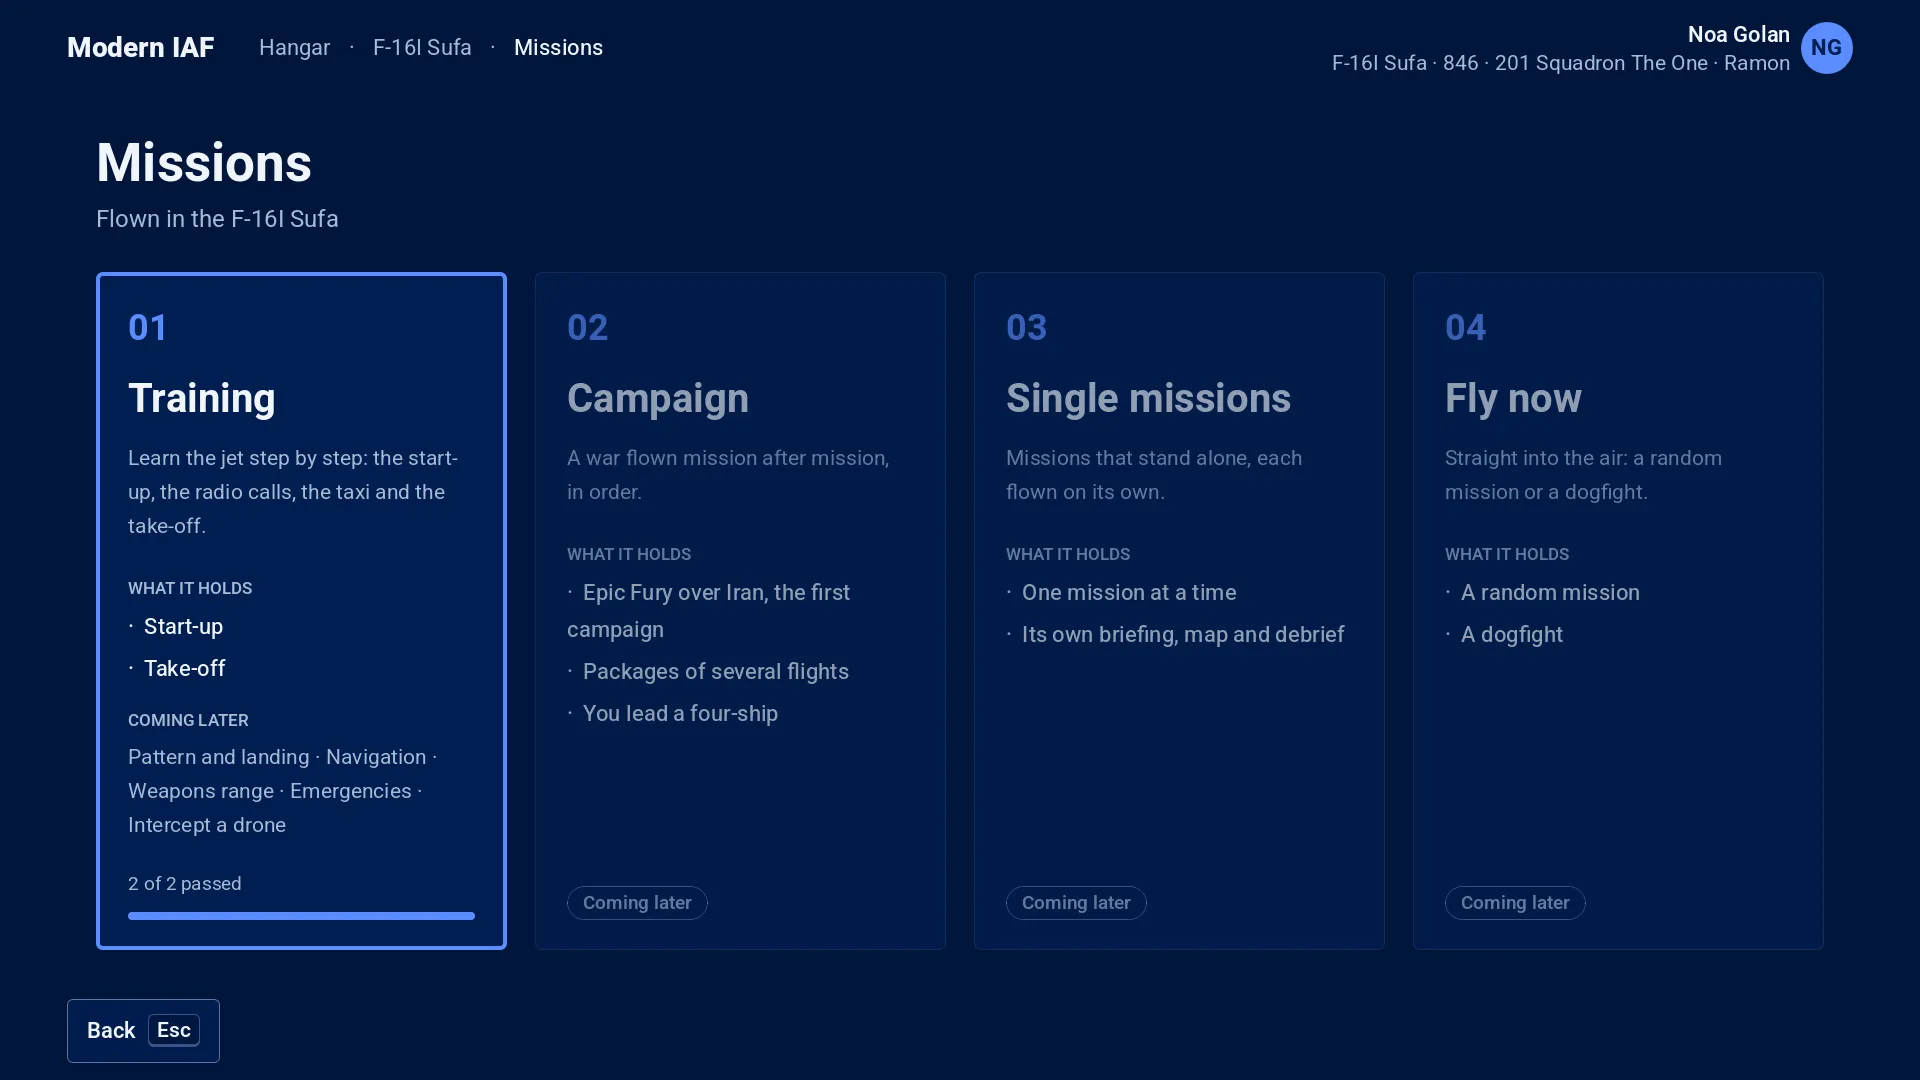 Modern IAF
Hangar · F-16I Sufa · Missions
Noa Golan
F-16I Sufa · 846 · 201 Squadron The One · Ramon
NG
Missions
Flown in the F-16I Sufa
01
Training
Learn the jet step by step: the start-
up, the radio calls, the taxi and the
take-off.
WHAT IT HOLDS
· Start-up
· Take-off
COMING LATER
Pattern and landing · Navigation ·
Weapons range · Emergencies ·
Intercept a drone
2 of 2 passed
02
Campaign
A war flown mission after mission,
in order.
WHAT IT HOLDS
· Epic Fury over Iran, the first
campaign
· Packages of several flights
· You lead a four-ship
Coming later
03
Single missions
Missions that stand alone, each
flown on its own.
WHAT IT HOLDS
· One mission at a time
· Its own briefing, map and debrief
Coming later
04
Fly now
Straight into the air: a random
mission or a dogfight.
WHAT IT HOLDS
· A random mission
· A dogfight
Coming later
Back Esc